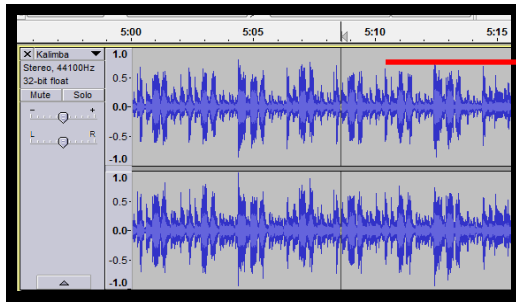 5:00 5:05 5:10 5:15
X Kalimba ▼ 1.0
Stereo, 44100Hz
32-bit float
Mute Solo
- +
L R
0.5-
0.0-
-0.5-
-1.0
1.0
0.5-
0.0-
-0.5-
-1.0